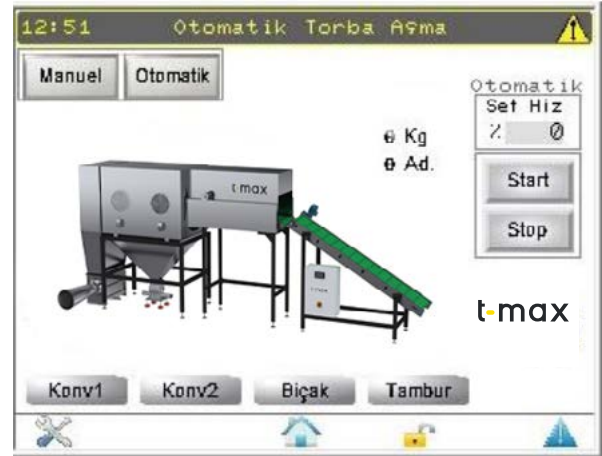 12:51 Otomatik Torba Açma
Manuel Otomatik
Otomatik
Set Hiz
% 0
0 Kg
0 Ad.
t-max
Start
Stop
t-max
Konv1 Konv2 Biçak Tambur